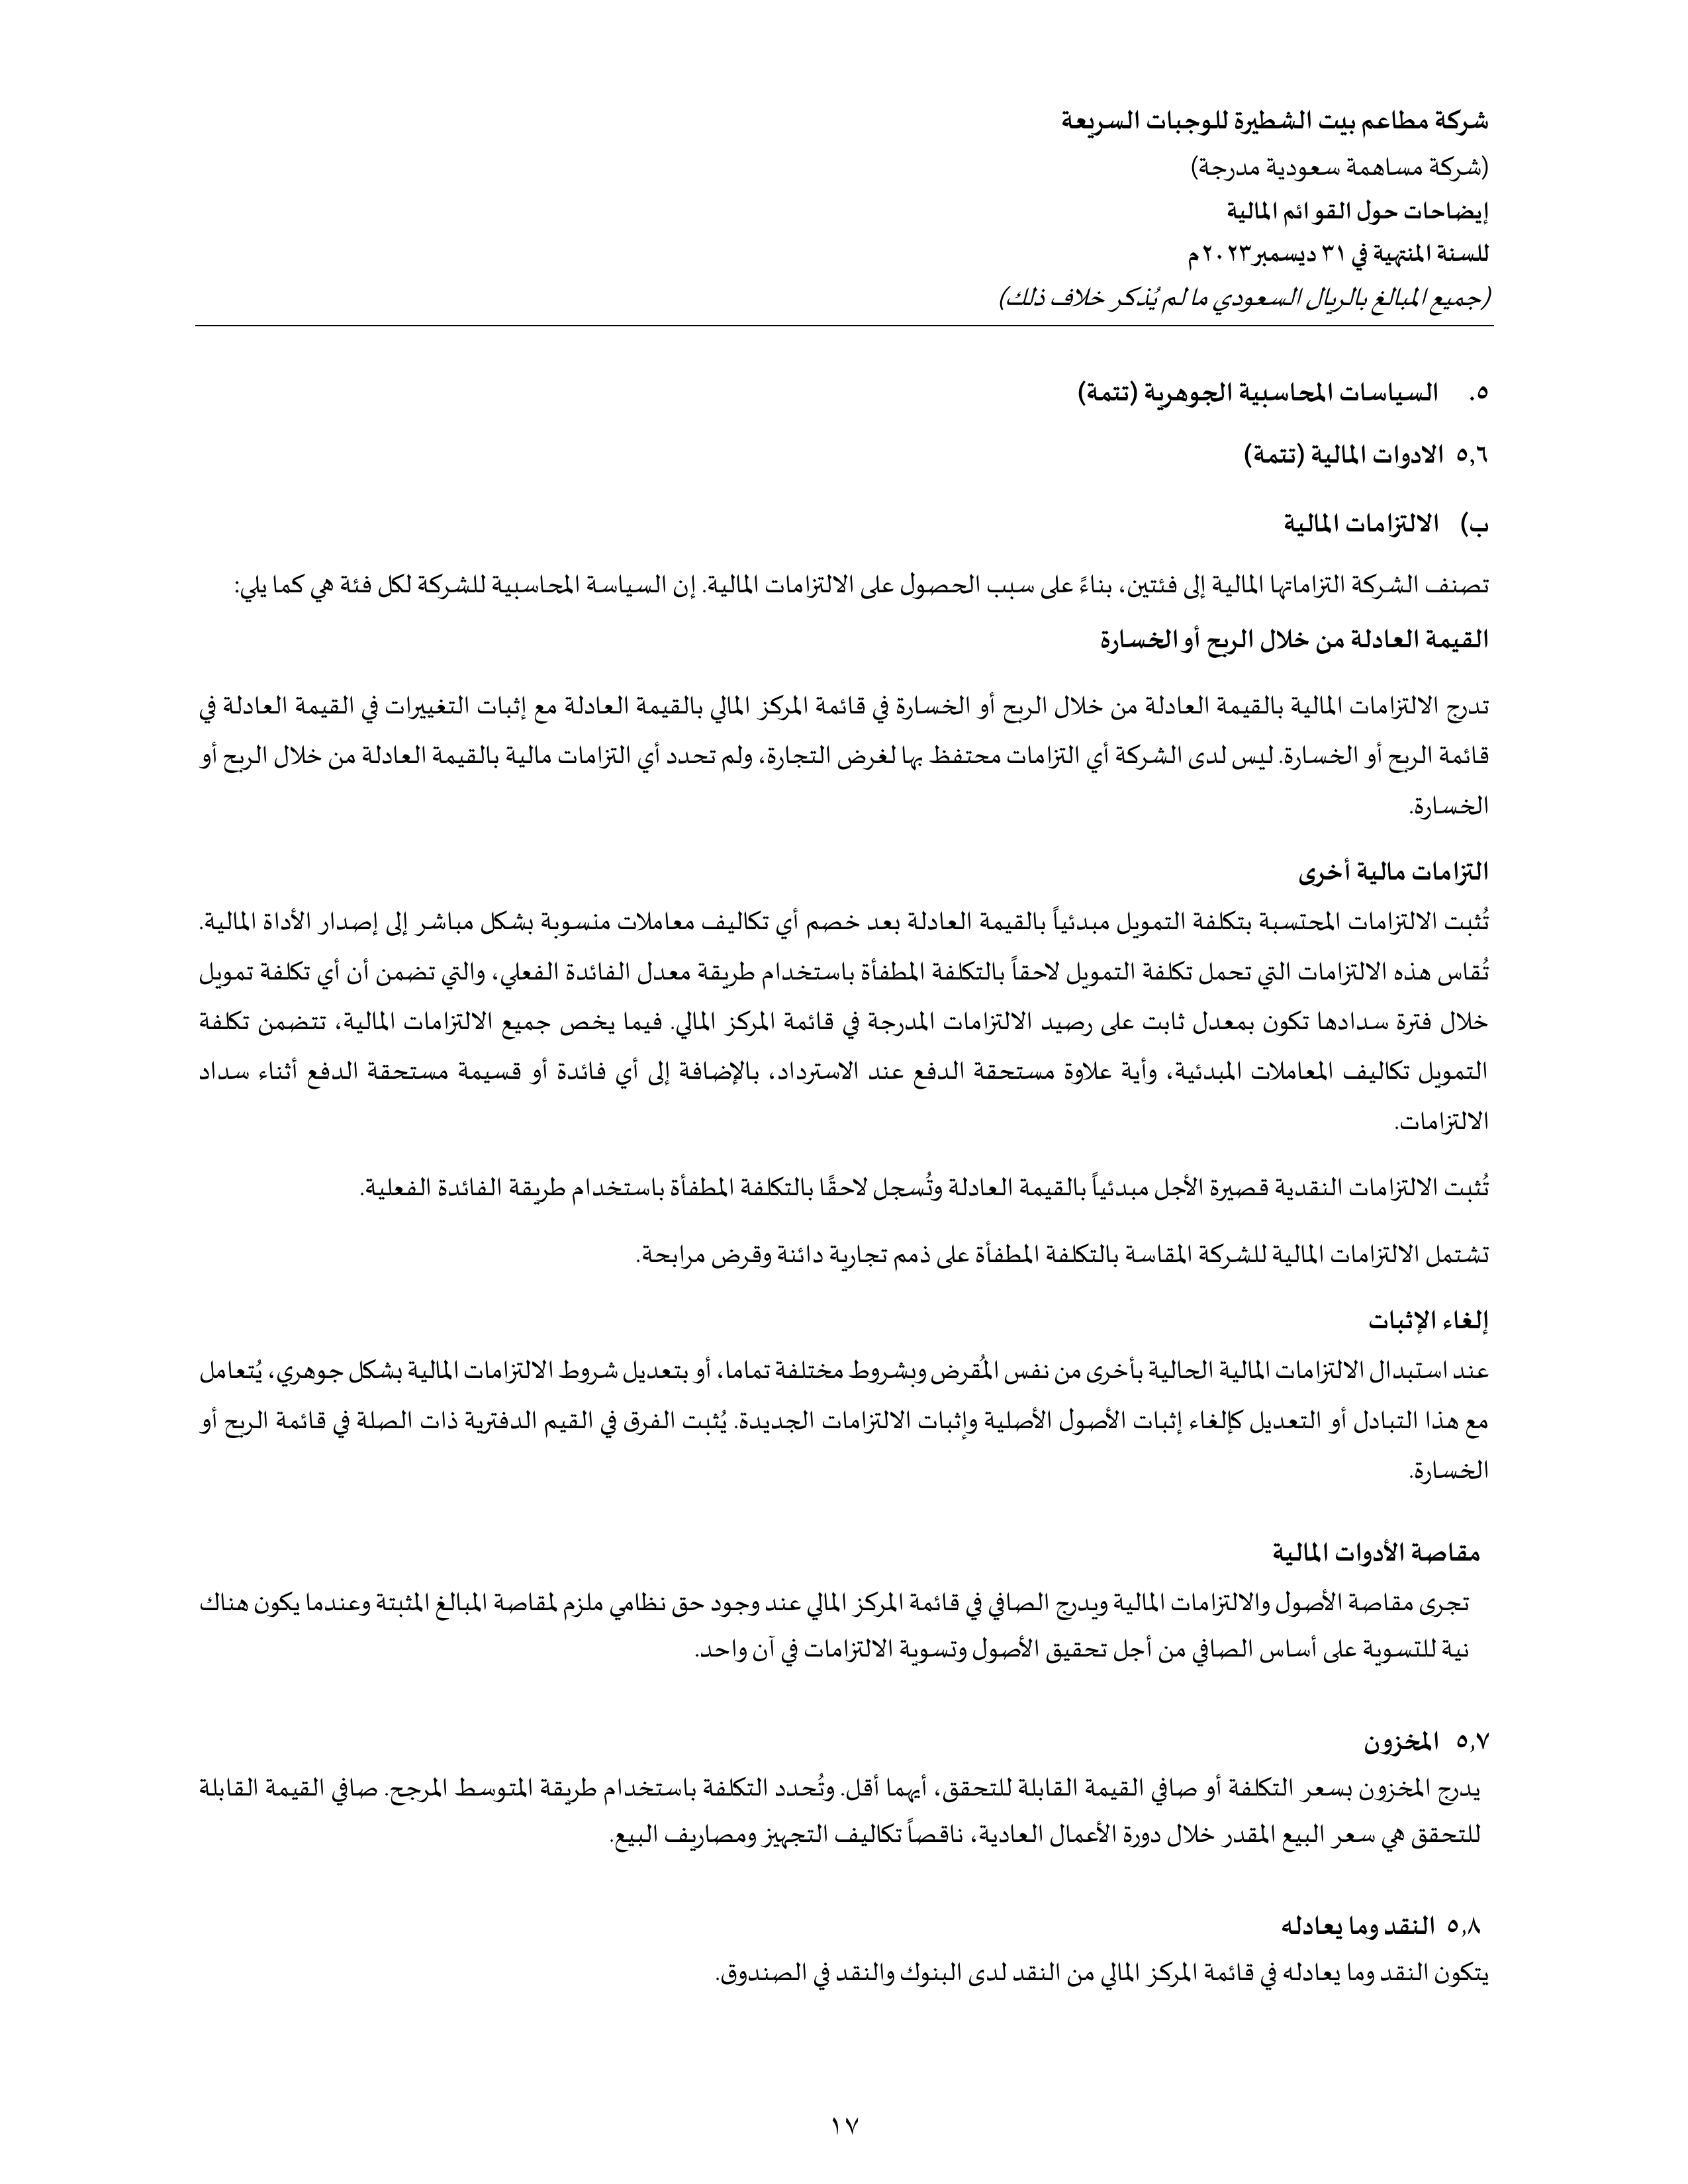 شركة مطاعم بيت الشطيرة للوجبات السريعة
(شركة مساهمة سعودية مدرجة)
إيضاحات حول القوائم المالية
للسنة المنتهية في ٣١ ديسمبر ٢٠٢٣م
(جميع المبالغ بالريال السعودي ما لم يُذكر خلاف ذلك)
٥. السياسات المحاسبية الجوهرية (تتمة)
٥,٦ الادوات المالية (تتمة)
ب) الالتزامات المالية
تصنف الشركة التزاماتها المالية إلى فئتين، بناءً على سبب الحصول على الالتزامات المالية. إن السياسة المحاسبية للشركة لكل فئة هي كما يلي:
القيمة العادلة من خلال الربح أو الخسارة
تدرج الالتزامات المالية بالقيمة العادلة من خلال الربح أو الخسارة في قائمة المركز المالي بالقيمة العادلة مع إثبات التغييرات في القيمة العادلة في
قائمة الربح أو الخسارة. ليس لدى الشركة أي التزامات محتفظ بها لغرض التجارة، ولم تحدد أي التزامات مالية بالقيمة العادلة من خلال الربح أو
الخسارة.
التزامات مالية أخرى
تُثبت الالتزامات المحتسبة بتكلفة التمويل مبدئياً بالقيمة العادلة بعد خصم أي تكاليف معاملات منسوبة بشكل مباشر إلى إصدار الأداة المالية.
تُقاس هذه الالتزامات التي تحمل تكلفة التمويل لاحقاً بالتكلفة المطفأة باستخدام طريقة معدل الفائدة الفعلي، والتي تضمن أن أي تكلفة تمويل
خلال فترة سدادها تكون بمعدل ثابت على رصيد الالتزامات المدرجة في قائمة المركز المالي. فيما يخص جميع الالتزامات المالية، تتضمن تكلفة
التمويل تكاليف المعاملات المبدئية، وأية علاوة مستحقة الدفع عند الاسترداد، بالإضافة إلى أي فائدة أو قسيمة مستحقة الدفع أثناء سداد
الالتزامات.
تُثبت الالتزامات النقدية قصيرة الأجل مبدئياً بالقيمة العادلة وتُسجل لاحقًا بالتكلفة المطفأة باستخدام طريقة الفائدة الفعلية.
تشتمل الالتزامات المالية للشركة المقاسة بالتكلفة المطفأة على ذمم تجارية دائنة وقرض مرابحة.
إلغاء الإثبات
عند استبدال الالتزامات المالية الحالية بأخرى من نفس المُقرض وبشروط مختلفة تماما، أو بتعديل شروط الالتزامات المالية بشكل جوهري، يُتعامل
مع هذا التبادل أو التعديل كإلغاء إثبات الأصول الأصلية وإثبات الالتزامات الجديدة. يُثبت الفرق في القيم الدفترية ذات الصلة في قائمة الربح أو
الخسارة.
مقاصة الأدوات المالية
تجرى مقاصة الأصول والالتزامات المالية ويدرج الصافي في قائمة المركز المالي عند وجود حق نظامي ملزم لمقاصة المبالغ المثبتة وعندما يكون هناك
نية للتسوية على أساس الصافي من أجل تحقيق الأصول وتسوية الالتزامات في آن واحد.
٥,٧ المخزون
يدرج المخزون بسعر التكلفة أو صافي القيمة القابلة للتحقق، أيهما أقل. وتُحدد التكلفة باستخدام طريقة المتوسط المرجح. صافي القيمة القابلة
للتحقق هي سعر البيع المقدر خلال دورة الأعمال العادية، ناقصاً تكاليف التجهيز ومصاريف البيع.
٥,٨ النقد وما يعادله
يتكون النقد وما يعادله في قائمة المركز المالي من النقد لدى البنوك والنقد في الصندوق.
١٧